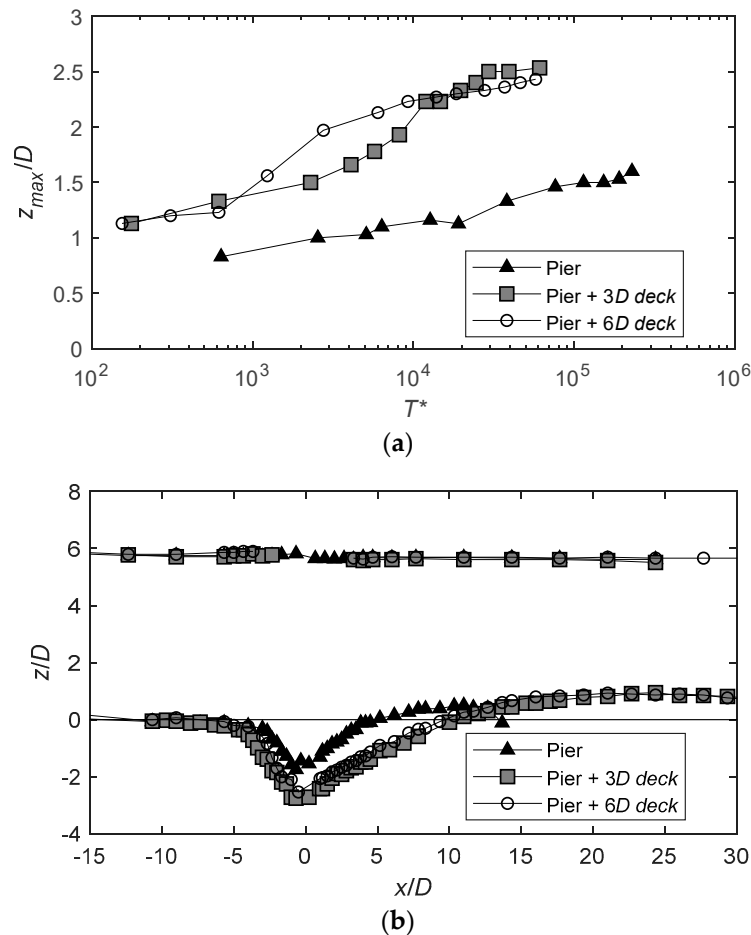 3
2.5
2
1.5
1
0.5
0
z_max/D
10^2 10^3 10^4 10^5 10^6
T*
Pier
Pier + 3D deck
Pier + 6D deck
(a)
8
6
4
2
0
-2
-4
z/D
-15 -10 -5 0 5 10 15 20 25 30
x/D
Pier
Pier + 3D deck
Pier + 6D deck
(b)